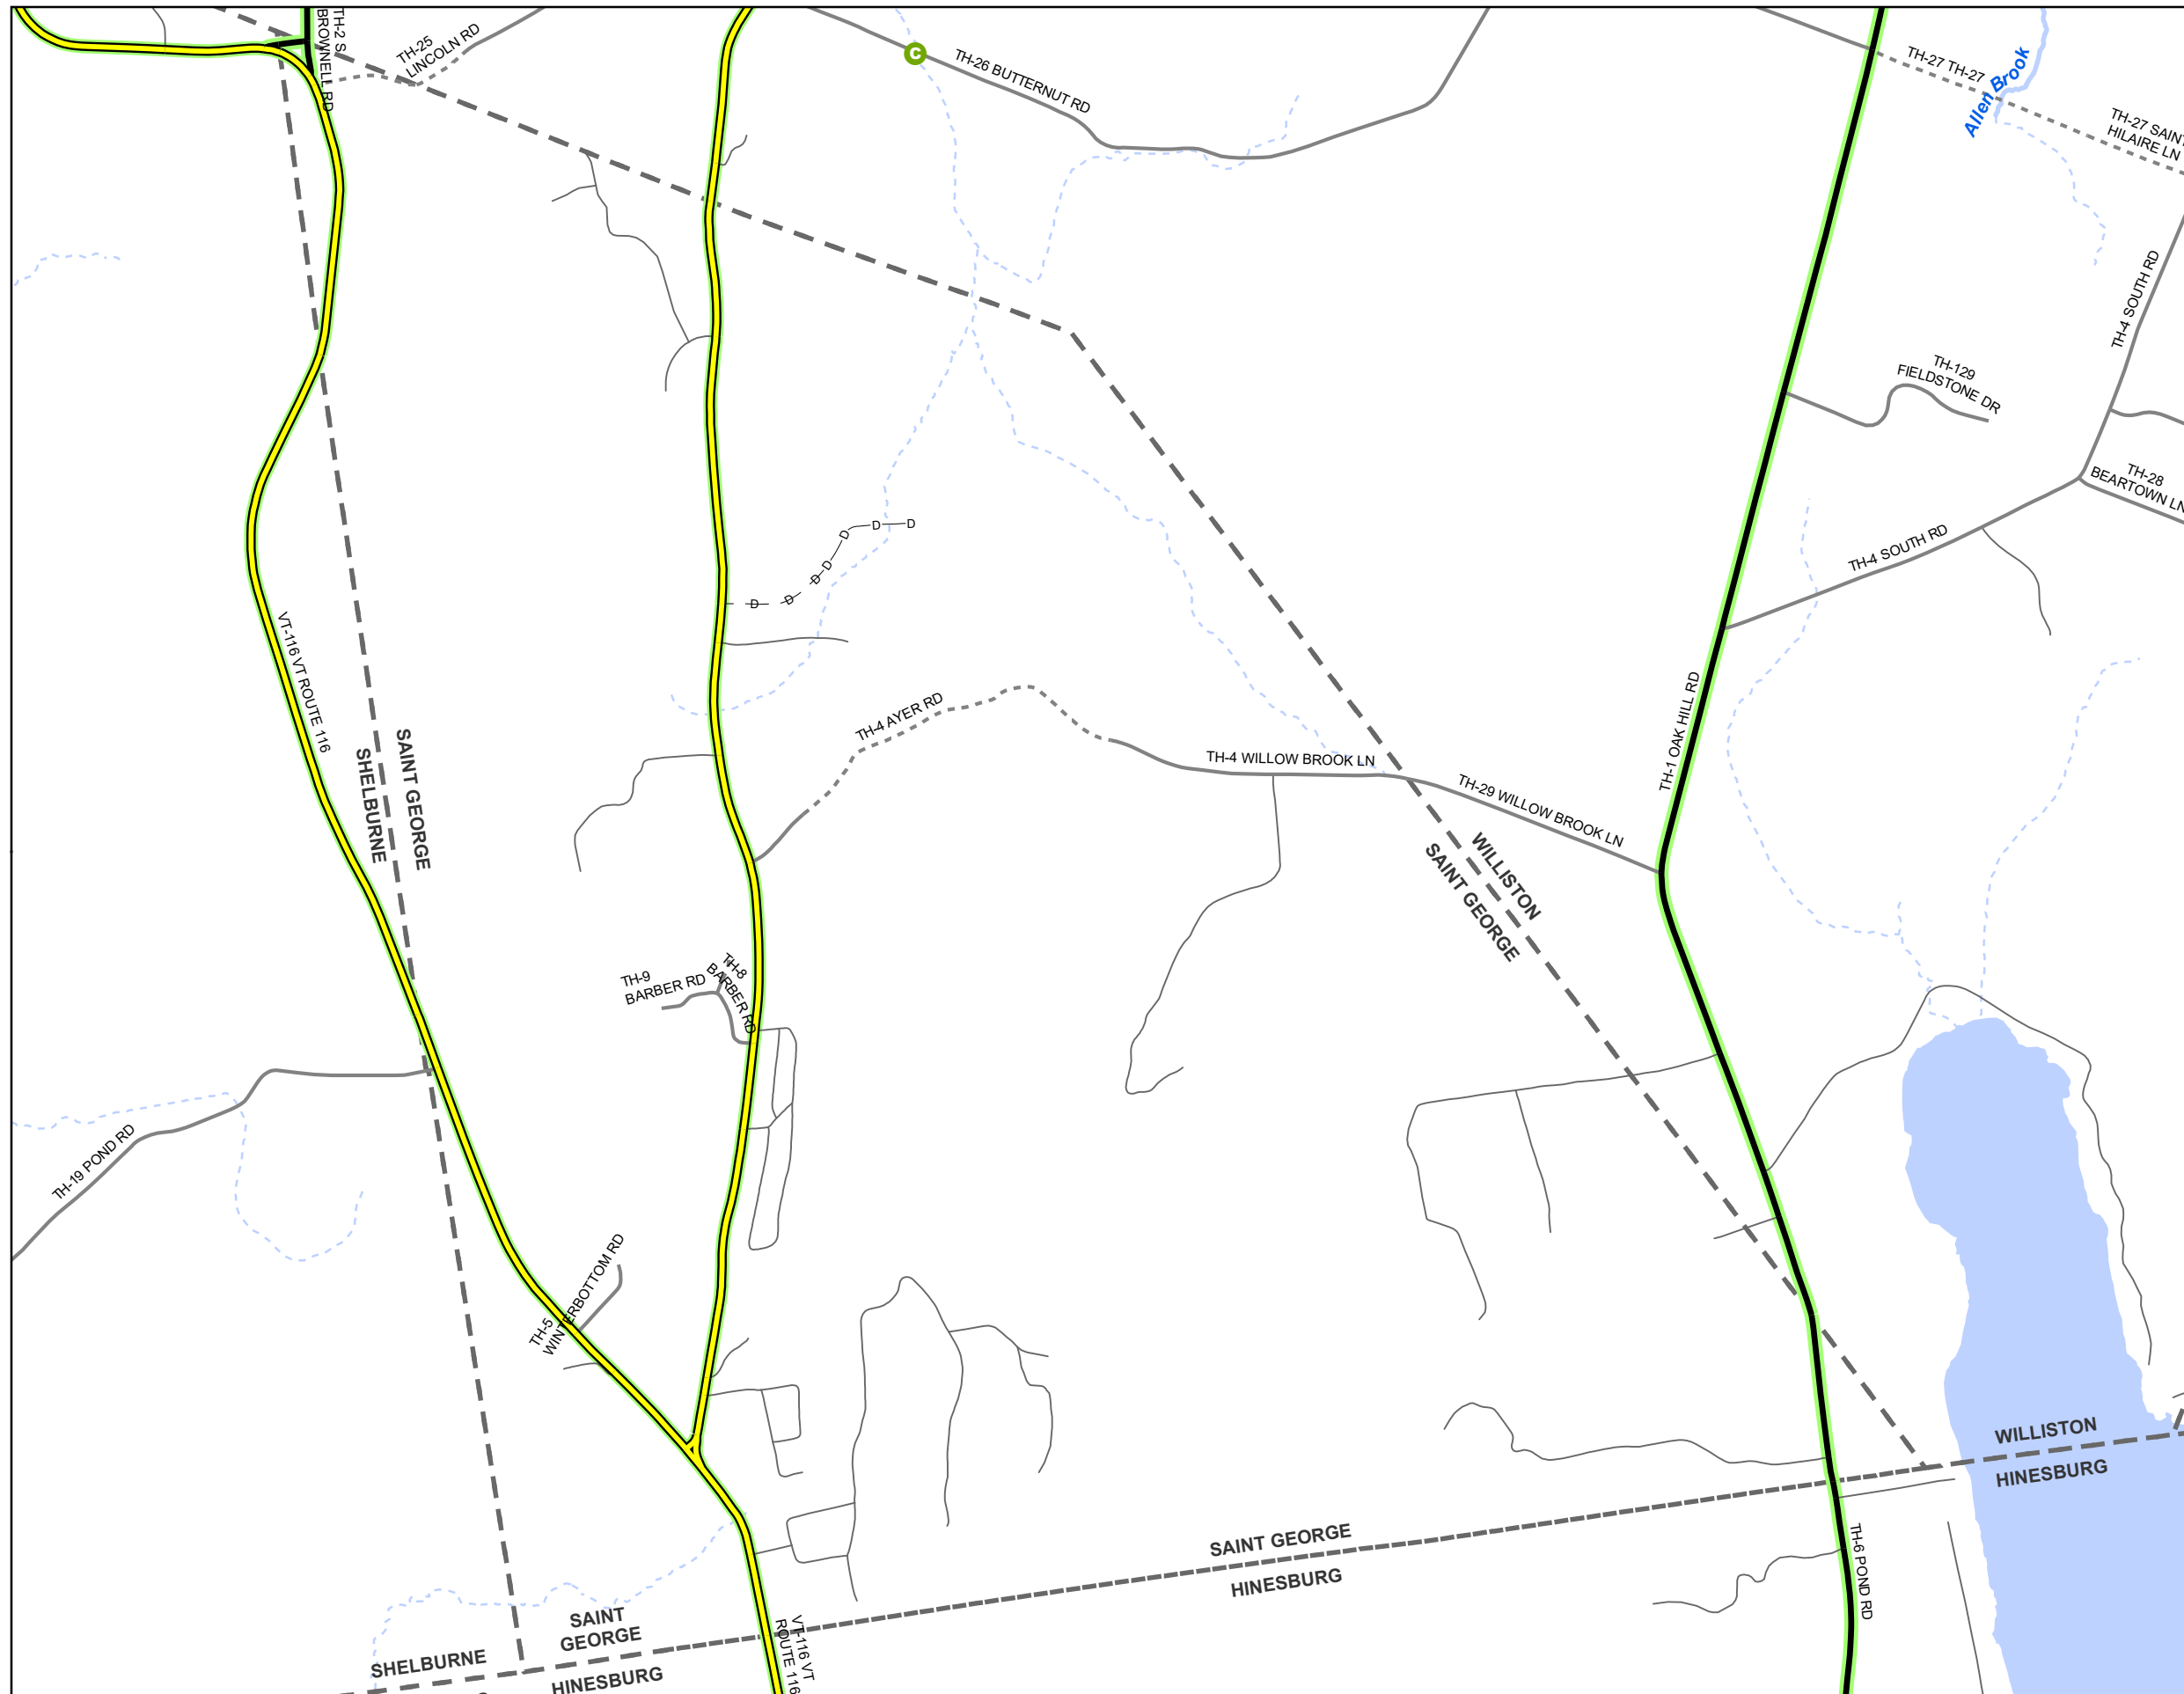 TH-2 S
BROWNELL RD
TH-25
LINCOLN RD
C
TH-26 BUTTERNUT RD
TH-27 TH-27
Allen Brook
TH-27 SAINT
HILAIRE LN
TH-4 SOUTH RD
TH-129
FIELDSTONE DR
TH-28
BEARTOWN LN
TH-4 SOUTH RD
D D D D D D D
VT-116 VT ROUTE 116
SAINT GEORGE
SHELBURNE
TH-4 AYER RD
TH-4 WILLOW BROOK LN
TH-29 WILLOW BROOK LN
TH-1 OAK HILL RD
WILLISTON
SAINT GEORGE
TH-9
BARBER RD
TH-8
BARBER RD
TH-19 POND RD
TH-5
WINTERBOTTOM RD
WILLISTON
HINESBURG
SAINT GEORGE
HINESBURG
TH-6 POND RD
SAINT
GEORGE
SHELBURNE
HINESBURG
VT-116 VT
ROUTE 116